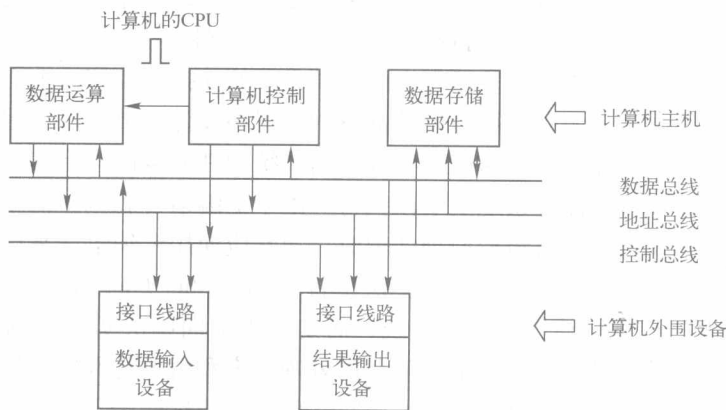 计算机的CPU
数据运算
部件
计算机控制
部件
数据存储
部件
计算机主机
数据总线
地址总线
控制总线
接口线路
数据输入
设备
接口线路
结果输出
设备
计算机外围设备